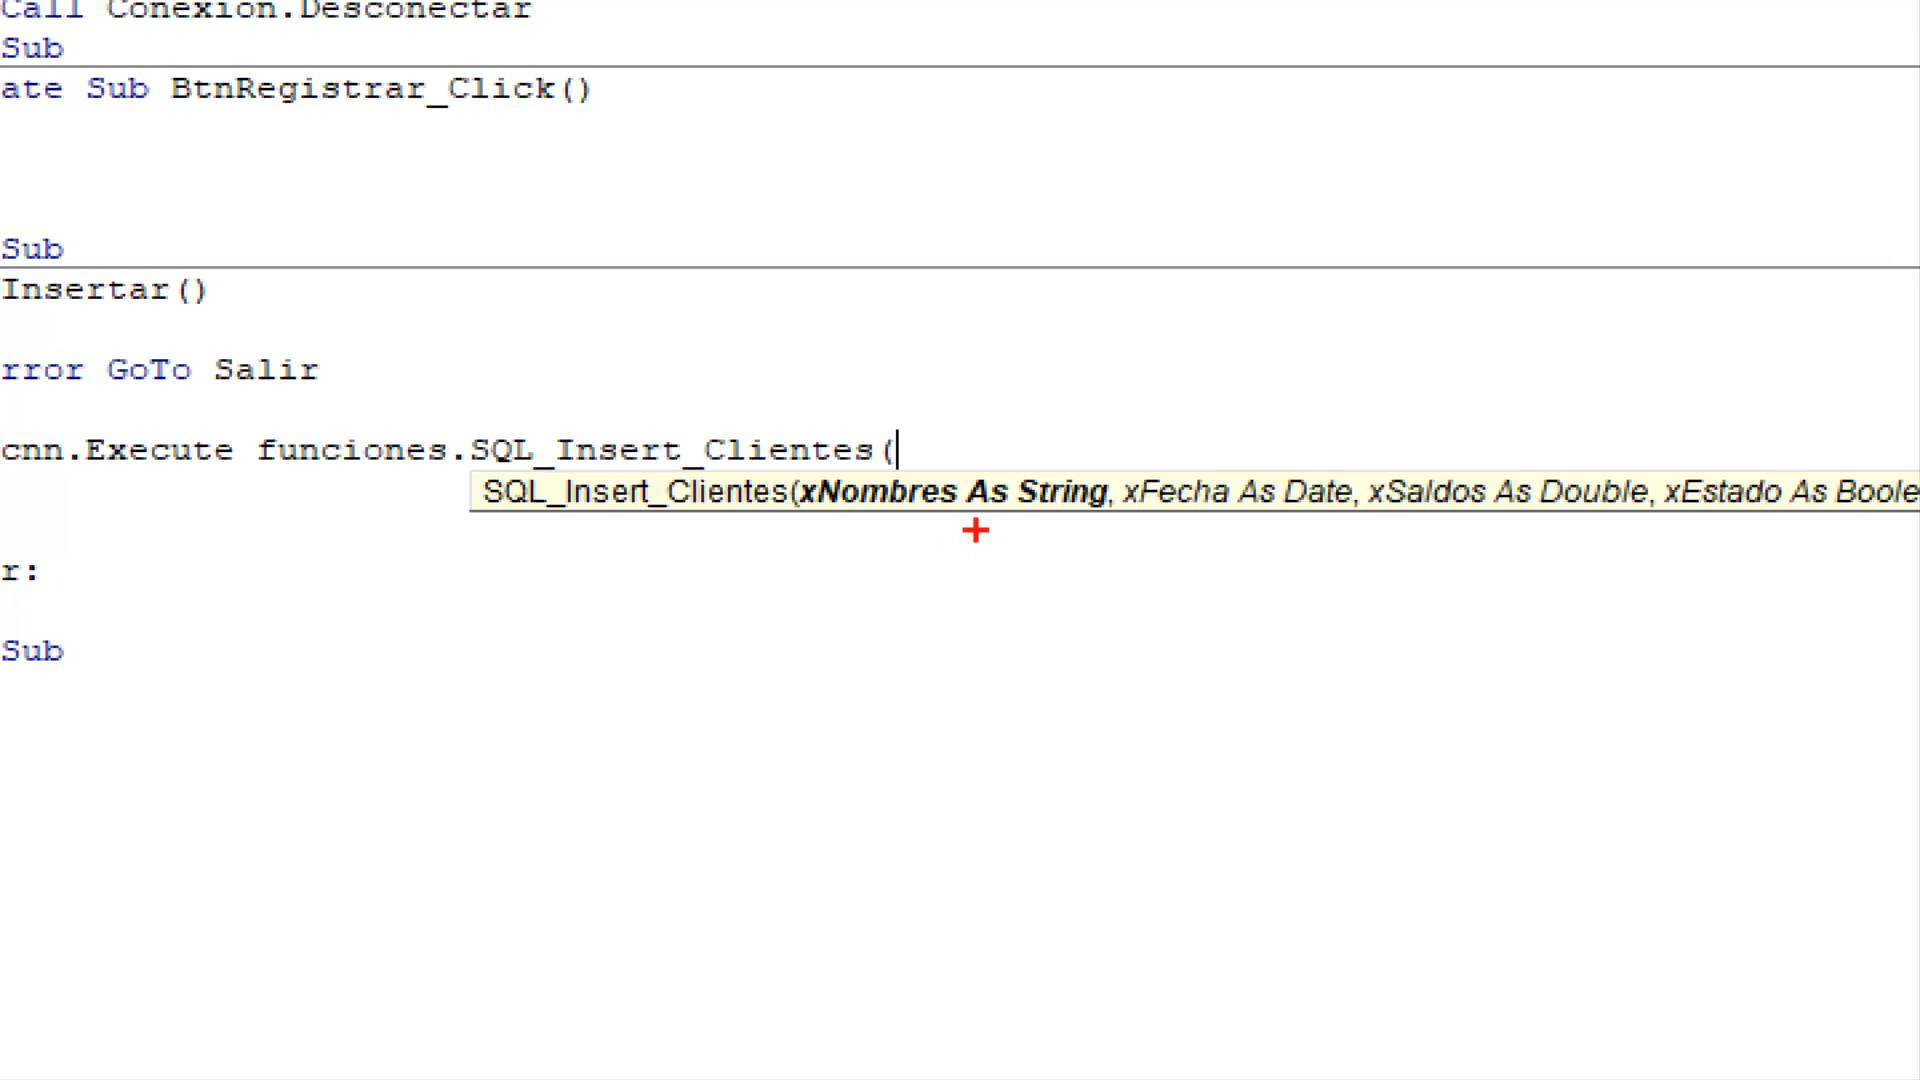 Call Conexion.Desconectar
Sub
ate Sub BtnRegistrar_Click()
Sub
Insertar()
rror GoTo Salir
cnn.Execute funciones.SQL_Insert_Clientes(
SQL_Insert_Clientes(xNombres As String, xFecha As Date, xSaldos As Double, xEstado As Boole
r:
Sub